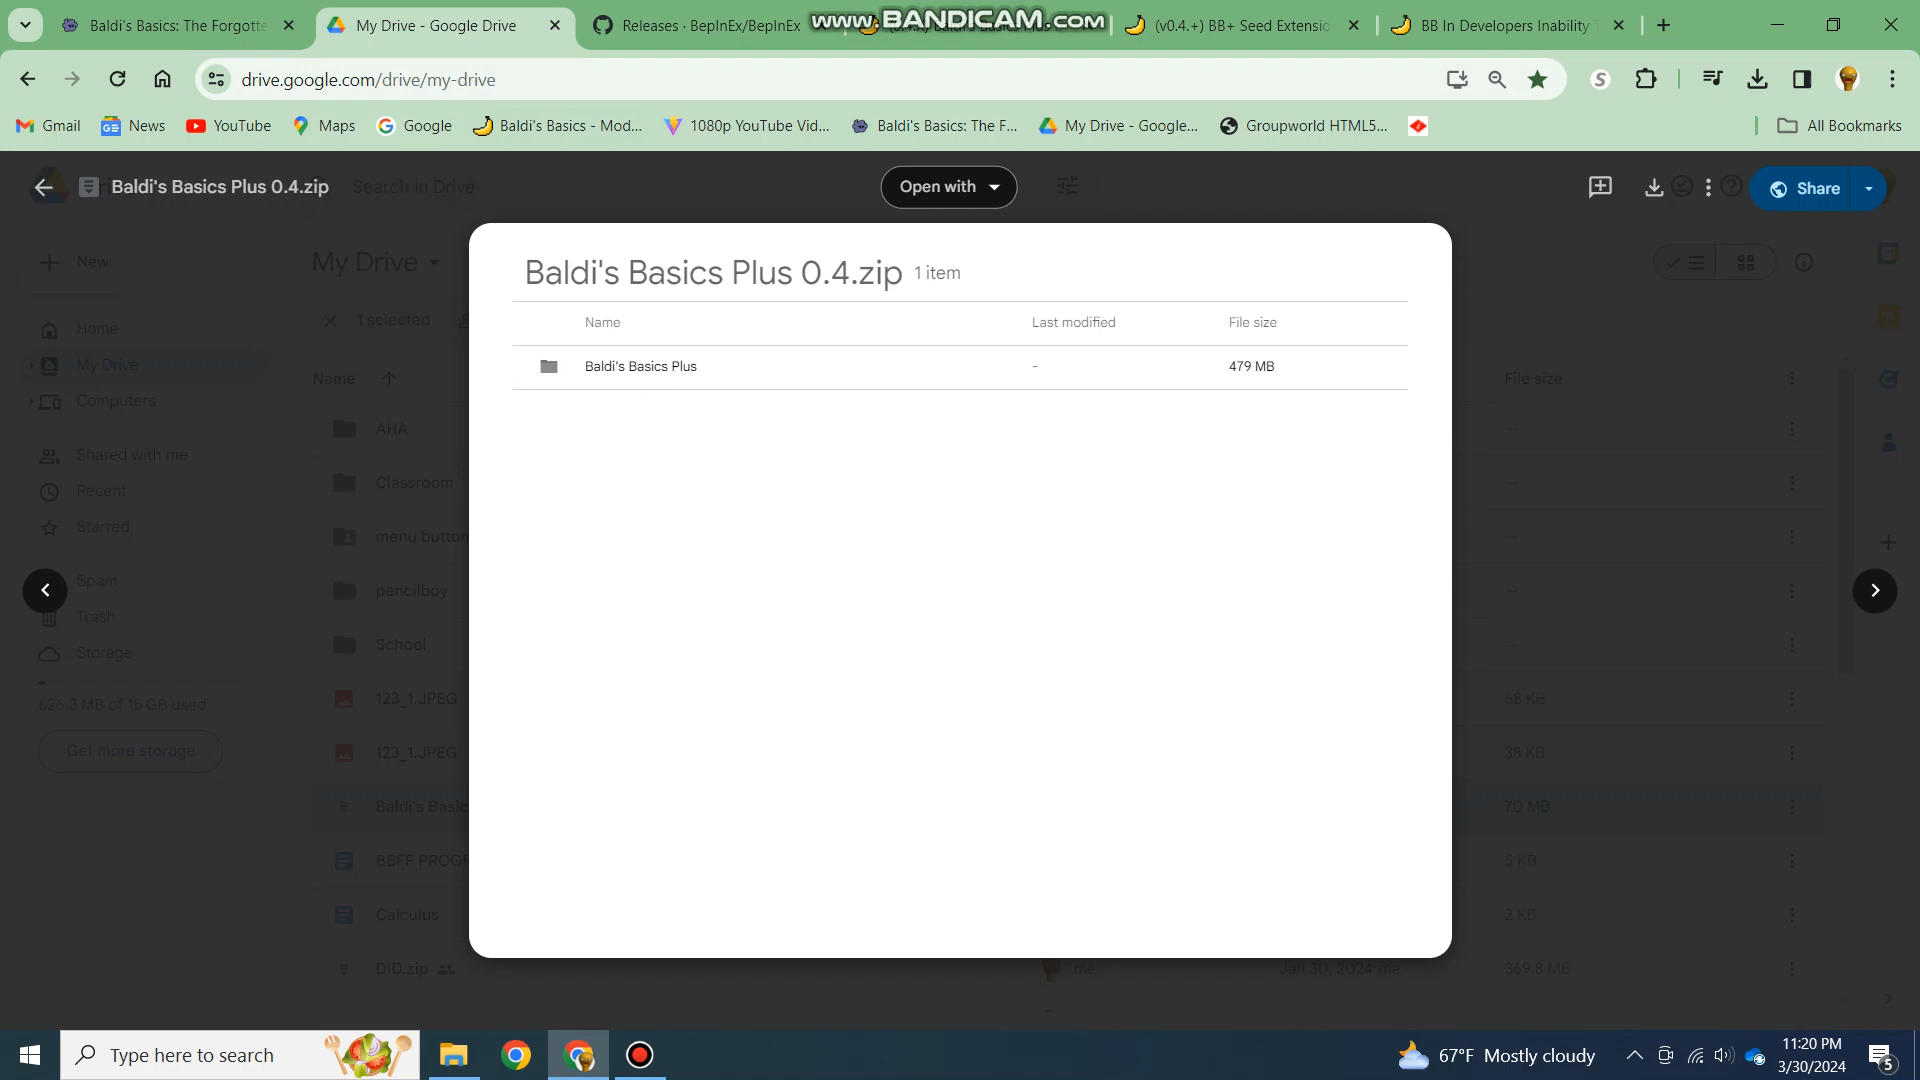 Baldi's Basics: The Forgotte
My Drive - Google Drive
Releases · BepInEx/BepInEx
www.BANDICAM.com
(v0.4.+) BB+ Seed Extensio
BB In Developers Inability
drive.google.com/drive/my-drive
Gmail
News
YouTube
Maps
Google
Baldi's Basics - Mod...
1080p YouTube Vid...
Baldi's Basics: The F...
My Drive - Google...
Groupworld HTML5...
All Bookmarks
Baldi's Basics Plus 0.4.zip
Search in Drive
Open with
Share
New
My Drive
1 selected
Home
My Drive
Computers
Shared with me
Recent
Starred
Spam
Trash
Storage
626.3 MB of 15 GB used
Get more storage
Name
File size
AHA
Classroom
menu button
pencilboy
School
123_1.JPEG
68 KB
123_1.JPEG
38 KB
Baldi's Basic
70 MB
BBFF PROGR
5 KB
Calculus
2 KB
DID.zip
me
Jan 30, 2024 me
369.8 MB
Baldi's Basics Plus 0.4.zip 1 item
Name Last modified File size
Baldi's Basics Plus - 479 MB
Type here to search
67°F Mostly cloudy
11:20 PM
3/30/2024
5